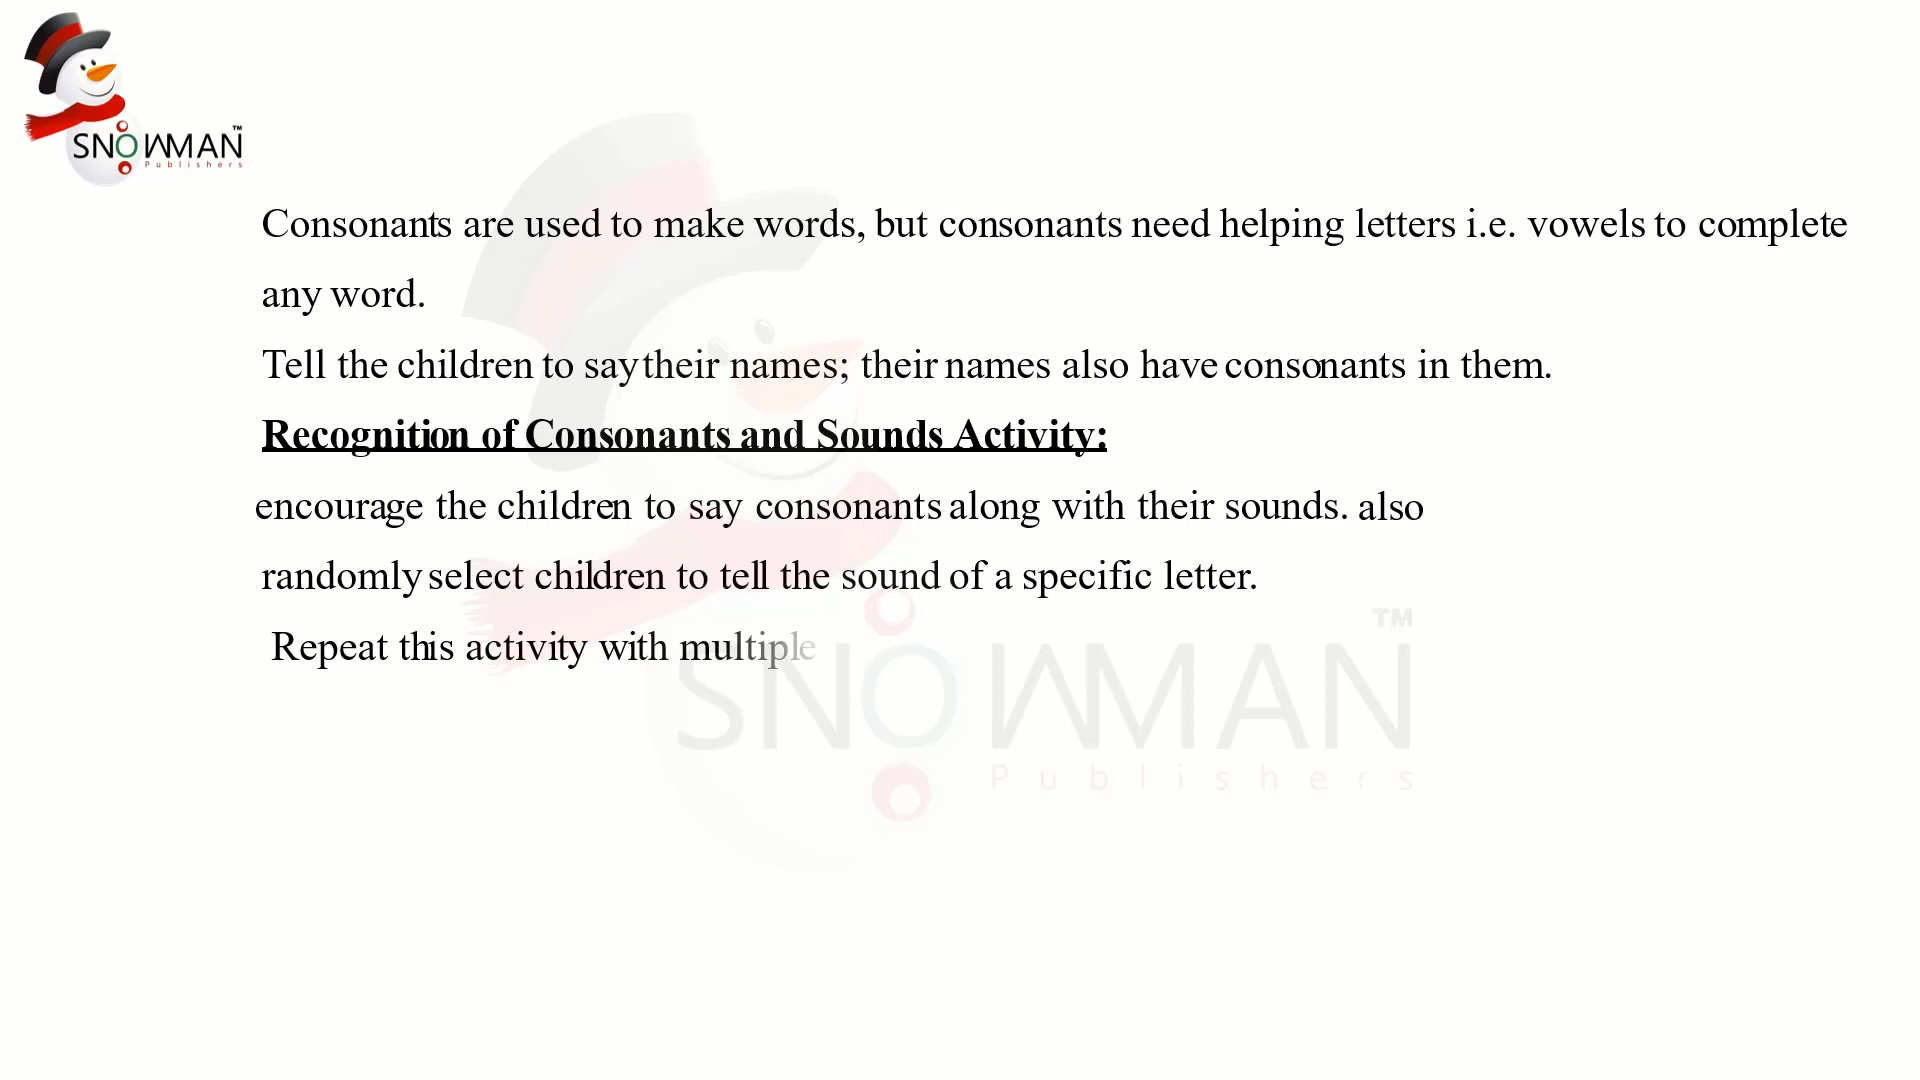 SNOWMAN™
Publishers
Consonants are used to make words, but consonants need helping letters i.e. vowels to complete
any word.
Tell the children to say their names; their names also have consonants in them.
Recognition of Consonants and Sounds Activity:
encourage the children to say consonants along with their sounds. also
randomly select children to tell the sound of a specific letter.
Repeat this activity with multiple
SNOWMAN™
Publishers